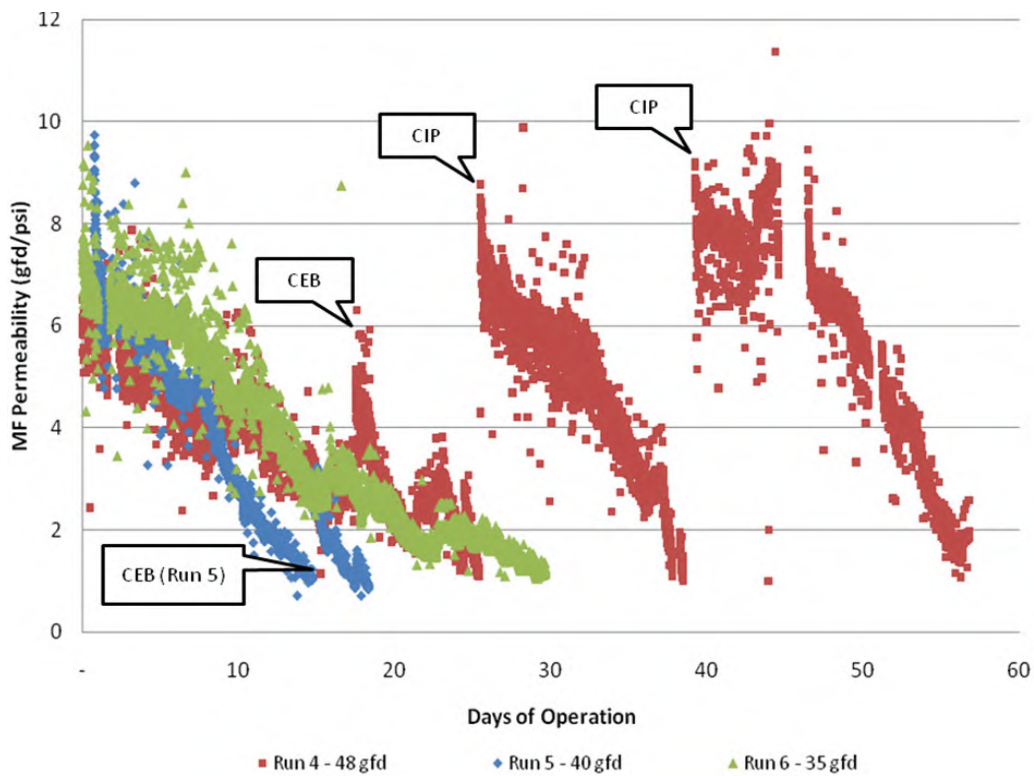 12
10
8
6
4
2
0
MF Permeability (gfd/psi)
CIP
CIP
CEB
CEB (Run 5)
-
10
20
30
40
50
60
Days of Operation
Run 4 - 48 gfd
Run 5 - 40 gfd
Run 6 - 35 gfd